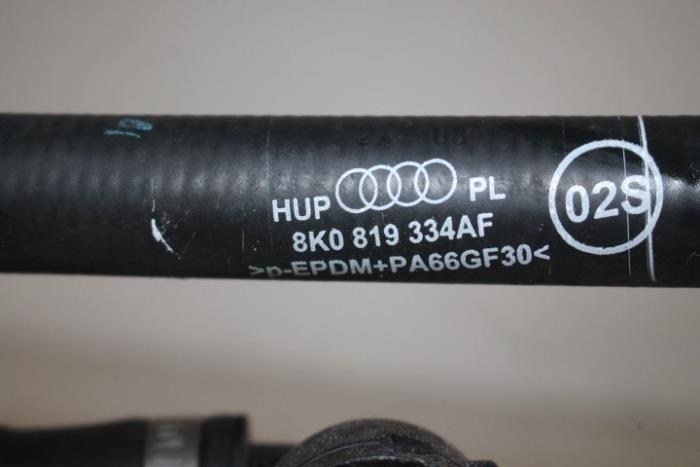 HUP PL
8K0 819 334AF
>p-EPDM+PA66GF30<
02S